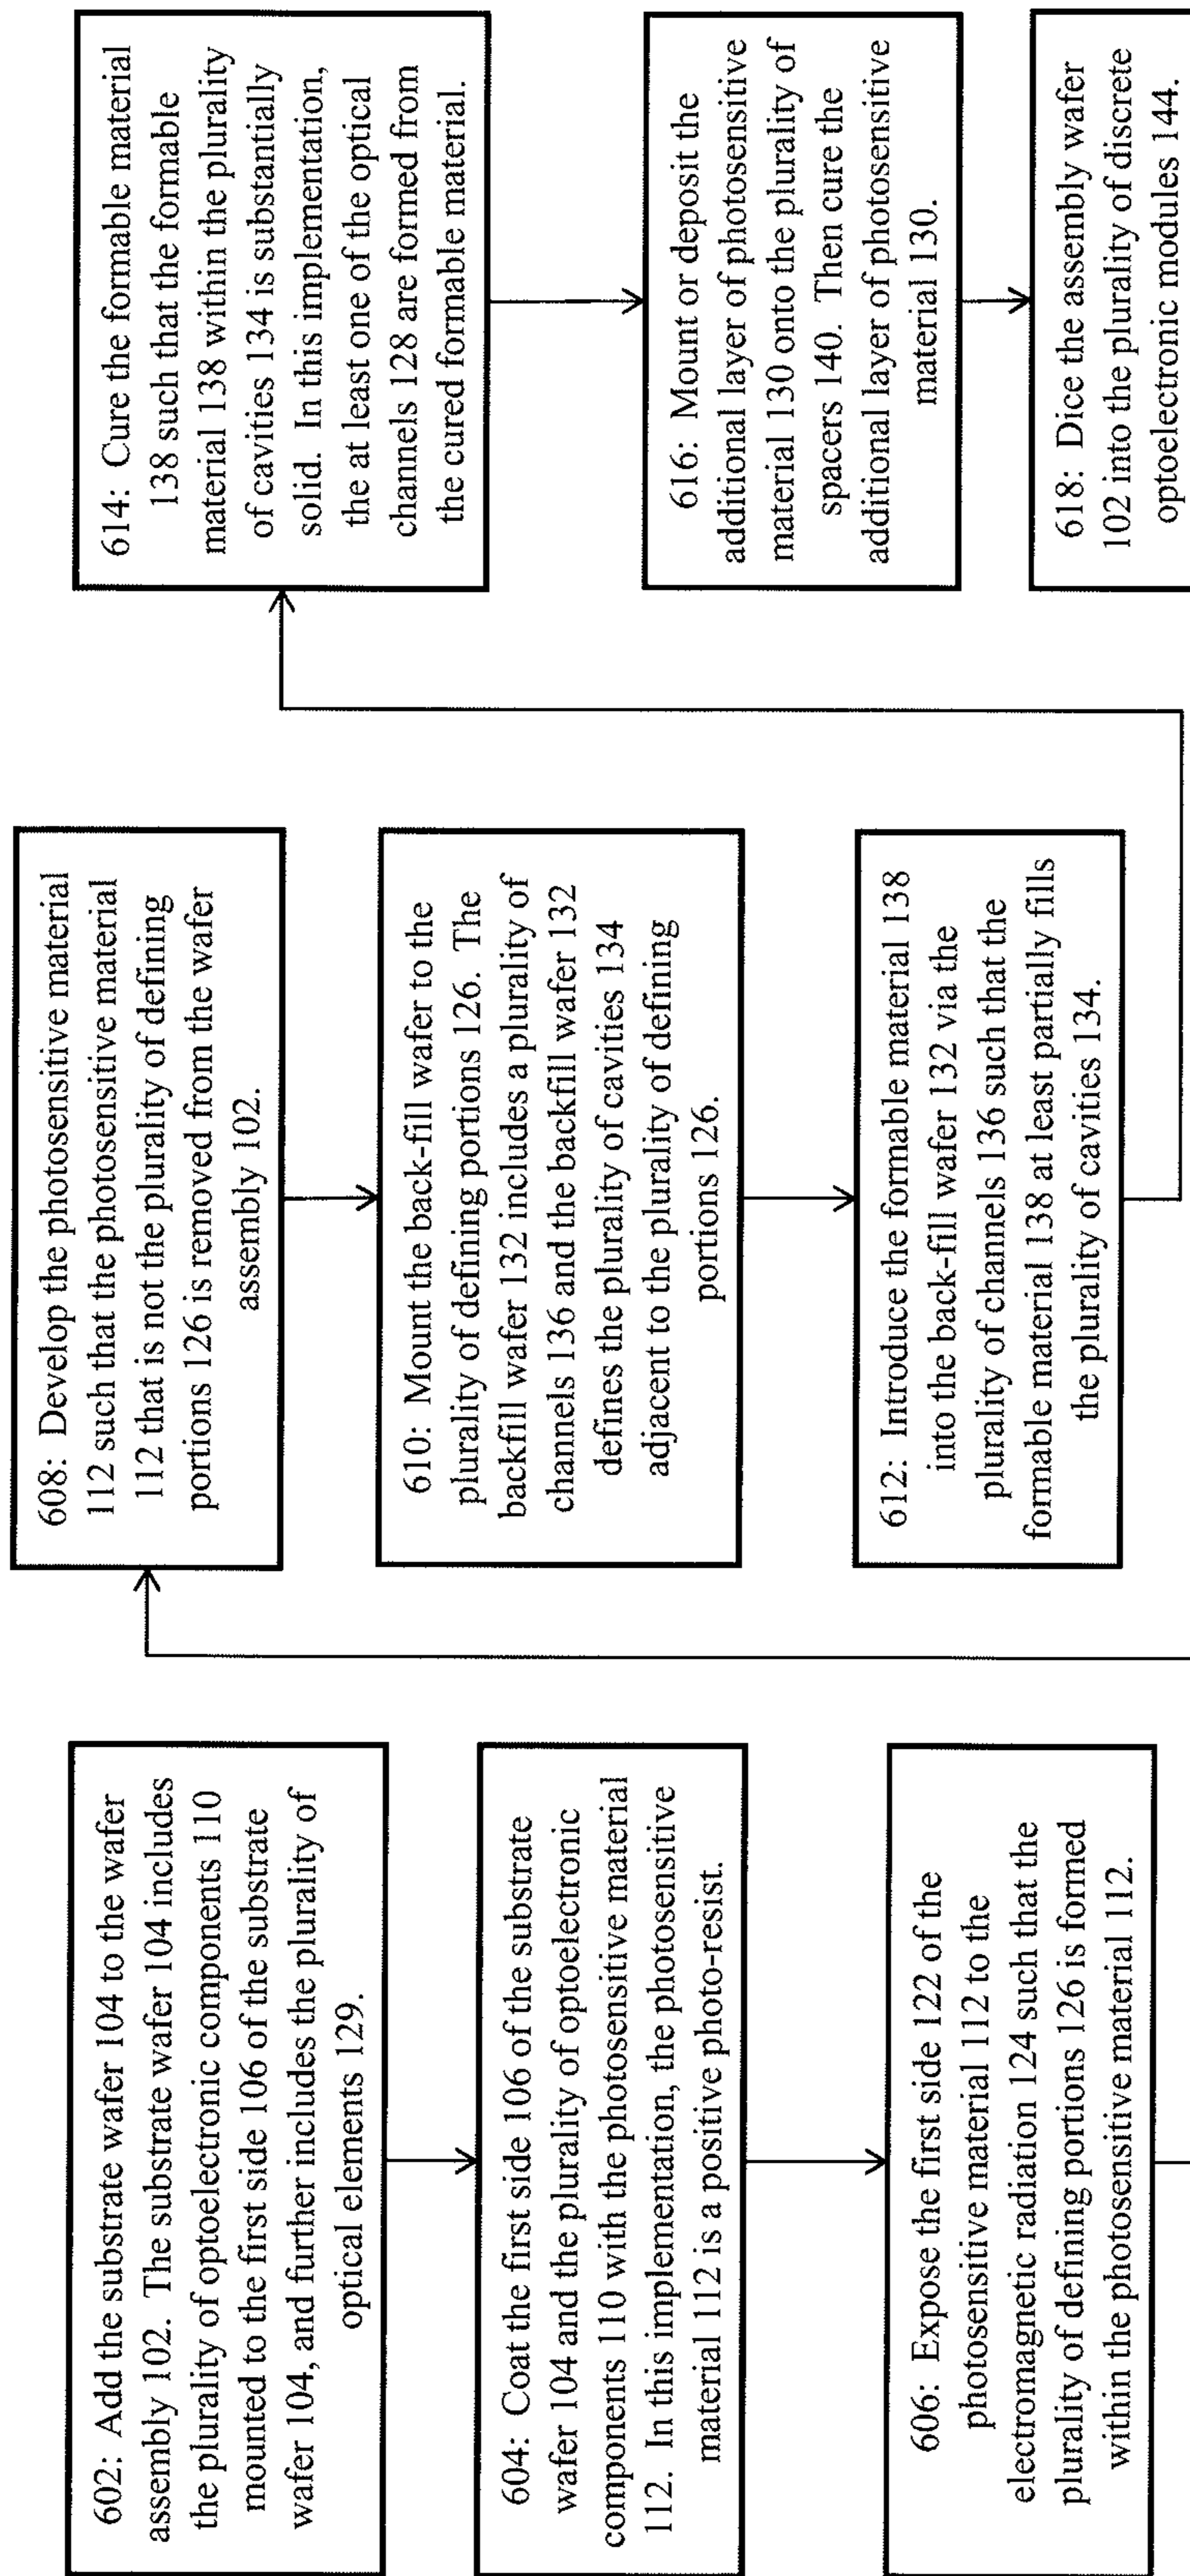 602: Add the substrate wafer 104 to the wafer
assembly 102. The substrate wafer 104 includes
the plurality of optoelectronic components 110
mounted to the first side 106 of the substrate
wafer 104, and further includes the plurality of
optical elements 129.
604: Coat the first side 106 of the substrate
wafer 104 and the plurality of optoelectronic
components 110 with the photosensitive material
112. In this implementation, the photosensitive
material 112 is a positive photo-resist.
606: Expose the first side 122 of the
photosensitive material 112 to the
electromagnetic radiation 124 such that the
plurality of defining portions 126 is formed
within the photosensitive material 112.
608: Develop the photosensitive material
112 such that the photosensitive material
112 that is not the plurality of defining
portions 126 is removed from the wafer
assembly 102.
610: Mount the back-fill wafer to the
plurality of defining portions 126. The
backfill wafer 132 includes a plurality of
channels 136 and the backfill wafer 132
defines the plurality of cavities 134
adjacent to the plurality of defining
portions 126.
612: Introduce the formable material 138
into the back-fill wafer 132 via the
plurality of channels 136 such that the
formable material 138 at least partially fills
the plurality of cavities 134.
614: Cure the formable material
138 such that the formable
material 138 within the plurality
of cavities 134 is substantially
solid. In this implementation,
the at least one of the optical
channels 128 are formed from
the cured formable material.
616: Mount or deposit the
additional layer of photosensitive
material 130 onto the plurality of
spacers 140. Then cure the
additional layer of photosensitive
material 130.
618: Dice the assembly wafer
102 into the plurality of discrete
optoelectronic modules 144.